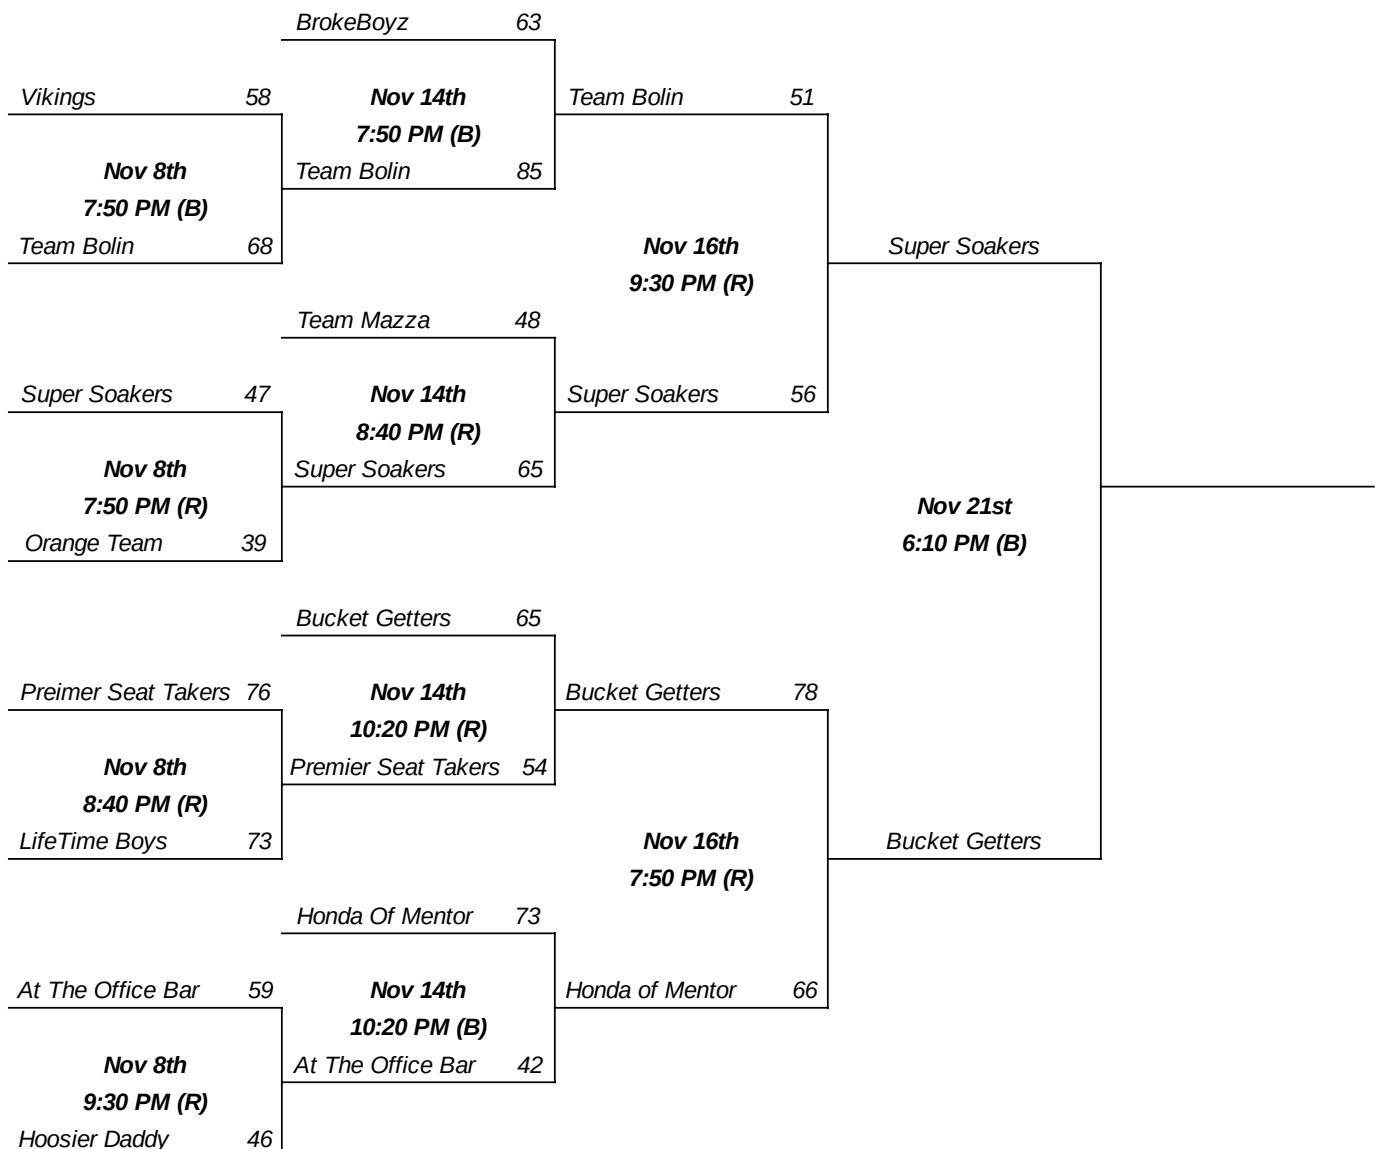 BrokeBoyz 63
Vikings 58
Nov 14th
Team Bolin 51
7:50 PM (B)
Nov 8th
Team Bolin 85
7:50 PM (B)
Team Bolin 68
Nov 16th
Super Soakers
9:30 PM (R)
Team Mazza 48
Super Soakers 47
Nov 14th
Super Soakers 56
8:40 PM (R)
Nov 8th
Super Soakers 65
7:50 PM (R)
Nov 21st
Orange Team 39
6:10 PM (B)
Bucket Getters 65
Preimer Seat Takers 76
Nov 14th
Bucket Getters 78
10:20 PM (R)
Nov 8th
Premier Seat Takers 54
8:40 PM (R)
LifeTime Boys 73
Nov 16th
Bucket Getters
7:50 PM (R)
Honda Of Mentor 73
At The Office Bar 59
Nov 14th
Honda of Mentor 66
10:20 PM (B)
Nov 8th
At The Office Bar 42
9:30 PM (R)
Hoosier Daddy 46